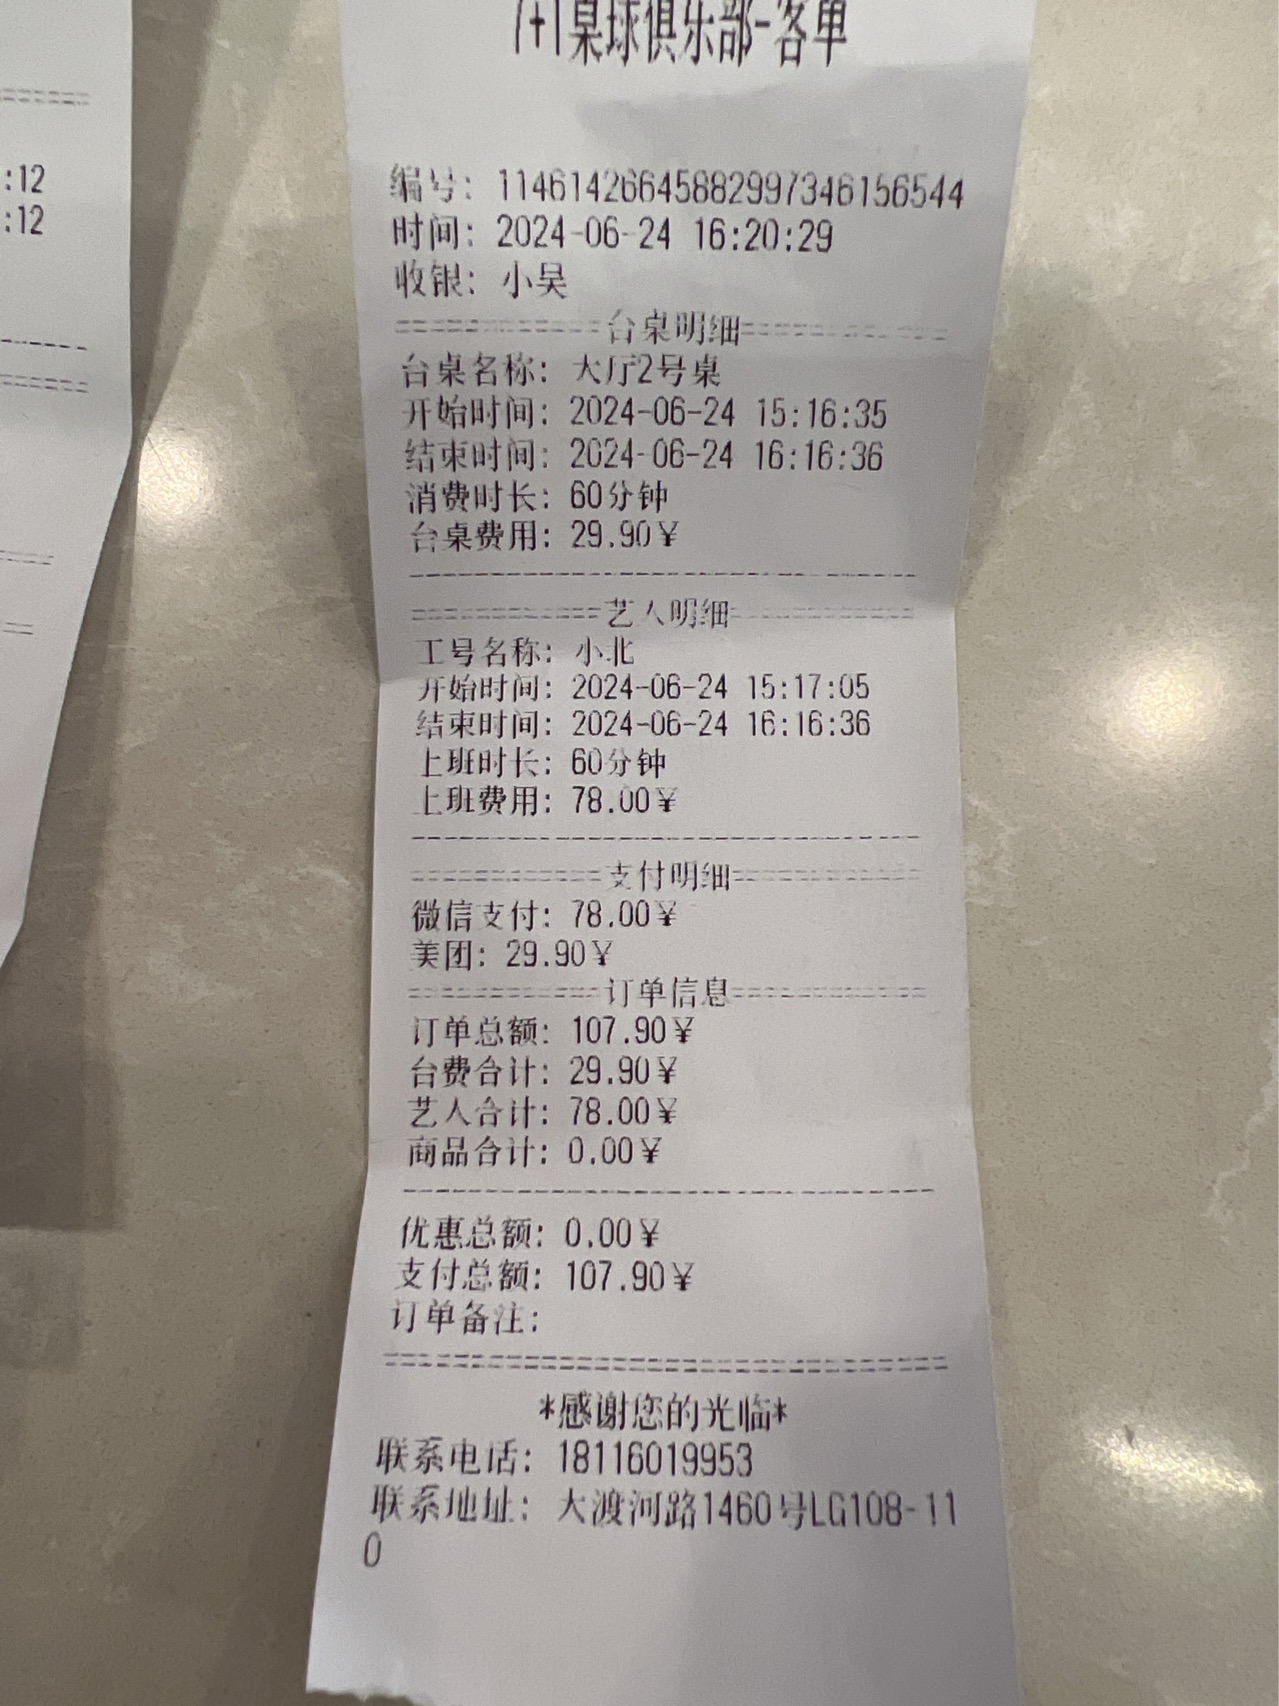 :12
:12
7+1桌球俱乐部-客单
编号: 1146142664588299​7346156544
时间: 2024-06-24 16:20:29
收银: 小吴
============台桌明细============
台桌名称: 大厅2号桌
开始时间: 2024-06-24 15:16:35
结束时间: 2024-06-24 16:16:36
消费时长: 60分钟
台桌费用: 29.90¥
--------------------------------
============艺人明细============
工号名称: 小北
开始时间: 2024-06-24 15:17:05
结束时间: 2024-06-24 16:16:36
上班时长: 60分钟
上班费用: 78.00¥
--------------------------------
============支付明细============
微信支付: 78.00¥
美团: 29.90¥
============订单信息============
订单总额: 107.90¥
台费合计: 29.90¥
艺人合计: 78.00¥
商品合计: 0.00¥
--------------------------------
优惠总额: 0.00¥
支付总额: 107.90¥
订单备注:
================================
*感谢您的光临*
联系电话: 18116019953
联系地址: 大渡河路1460号LG108-11
0